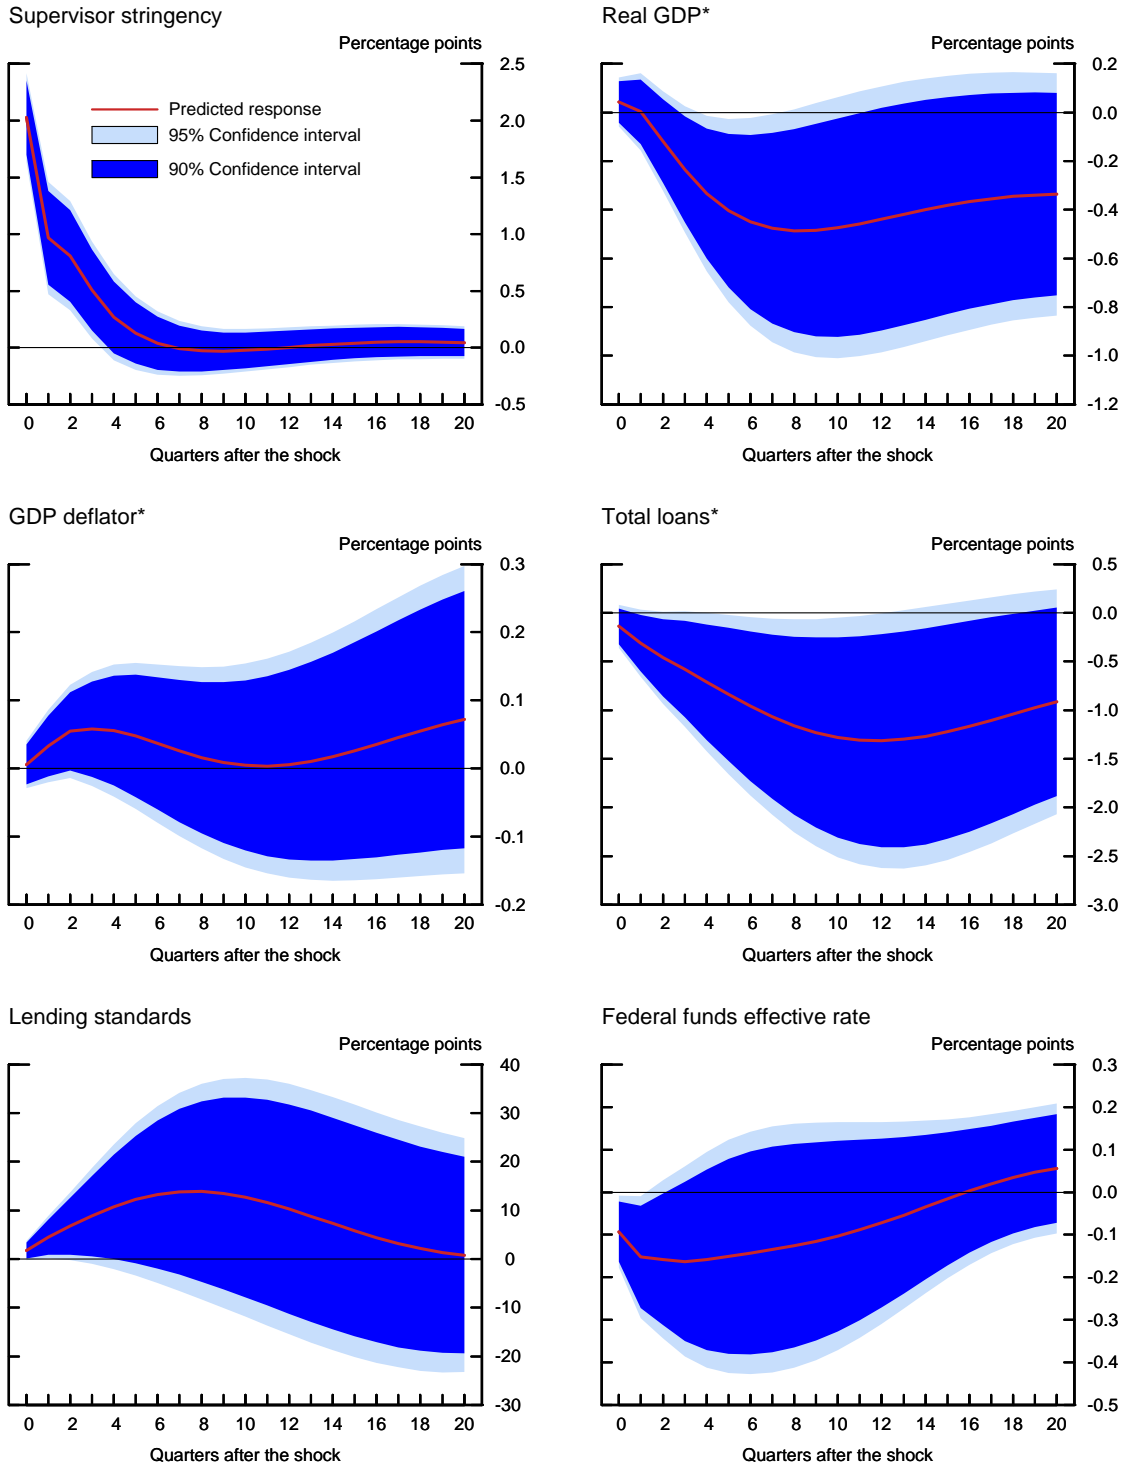 Supervisor stringency
Percentage points
2.5
2.0
1.5
1.0
0.5
0.0
-0.5
Predicted response
95% Confidence interval
90% Confidence interval
0 2 4 6 8 10 12 14 16 18 20
Quarters after the shock
Real GDP*
Percentage points
0.2
0.0
-0.2
-0.4
-0.6
-0.8
-1.0
-1.2
0 2 4 6 8 10 12 14 16 18 20
Quarters after the shock
GDP deflator*
Percentage points
0.3
0.2
0.1
0.0
-0.1
-0.2
0 2 4 6 8 10 12 14 16 18 20
Quarters after the shock
Total loans*
Percentage points
0.5
0.0
-0.5
-1.0
-1.5
-2.0
-2.5
-3.0
0 2 4 6 8 10 12 14 16 18 20
Quarters after the shock
Lending standards
Percentage points
40
30
20
10
0
-10
-20
-30
0 2 4 6 8 10 12 14 16 18 20
Quarters after the shock
Federal funds effective rate
Percentage points
0.3
0.2
0.1
0.0
-0.1
-0.2
-0.3
-0.4
-0.5
0 2 4 6 8 10 12 14 16 18 20
Quarters after the shock